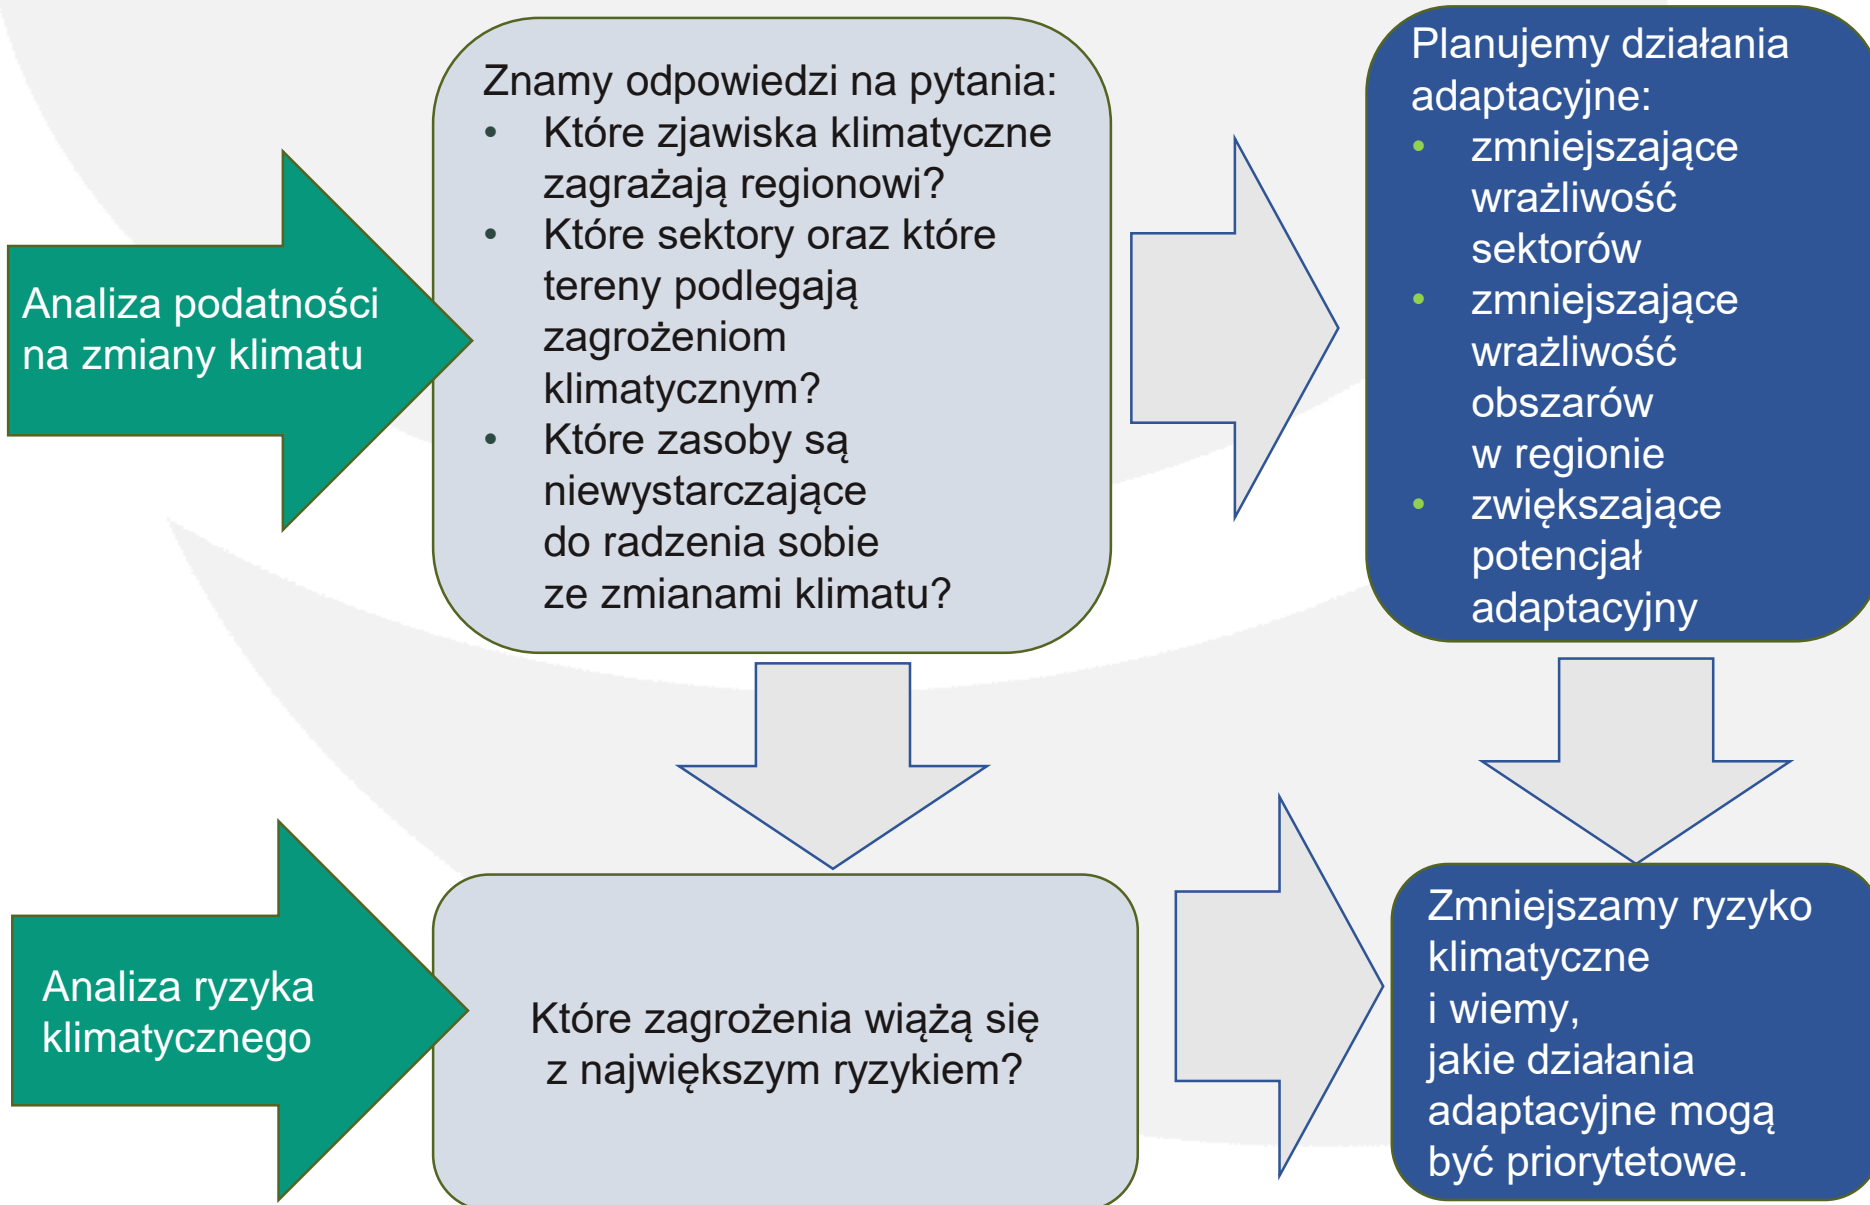 Analiza podatności
na zmiany klimatu
Znamy odpowiedzi na pytania:
• Które zjawiska klimatyczne
zagrażają regionowi?
• Które sektory oraz które
tereny podlegają
zagrożeniom
klimatycznym?
• Które zasoby są
niewystarczające
do radzenia sobie
ze zmianami klimatu?
Planujemy działania
adaptacyjne:
• zmniejszające
wrażliwość
sektorów
• zmniejszające
wrażliwość
obszarów
w regionie
• zwiększające
potencjał
adaptacyjny
Analiza ryzyka
klimatycznego
Które zagrożenia wiążą się
z największym ryzykiem?
Zmniejszamy ryzyko
klimatyczne
i wiemy,
jakie działania
adaptacyjne mogą
być priorytetowe.